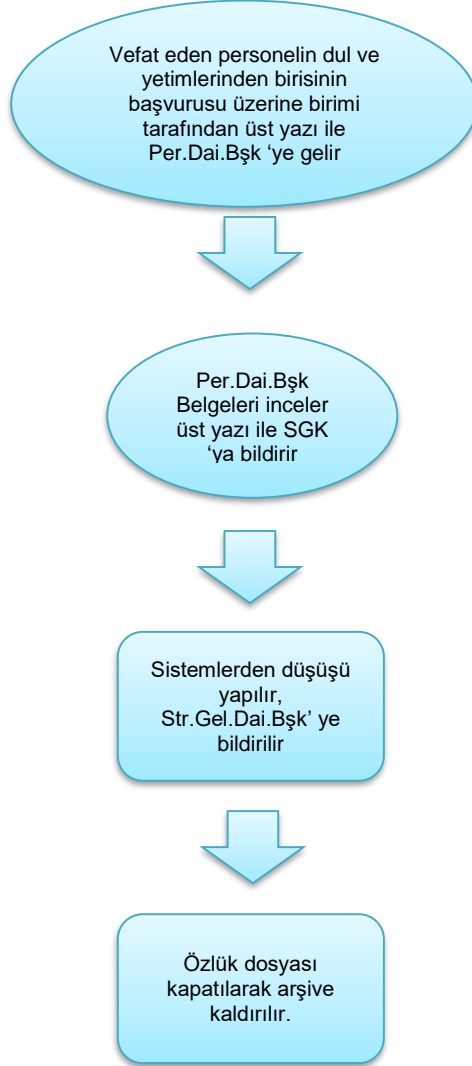 Vefat eden personelin dul ve
yetimlerinden birisinin
başvurusu üzerine birimi
tarafından üst yazı ile
Per.Dai.Bşk ‘ye gelir
Per.Dai.Bşk
Belgeleri inceler
üst yazı ile SGK
‘ya bildirir
Sistemlerden düşüşü
yapılır,
Str.Gel.Dai.Bşk’ ye
bildirilir
Özlük dosyası
kapatılarak arşive
kaldırılır.